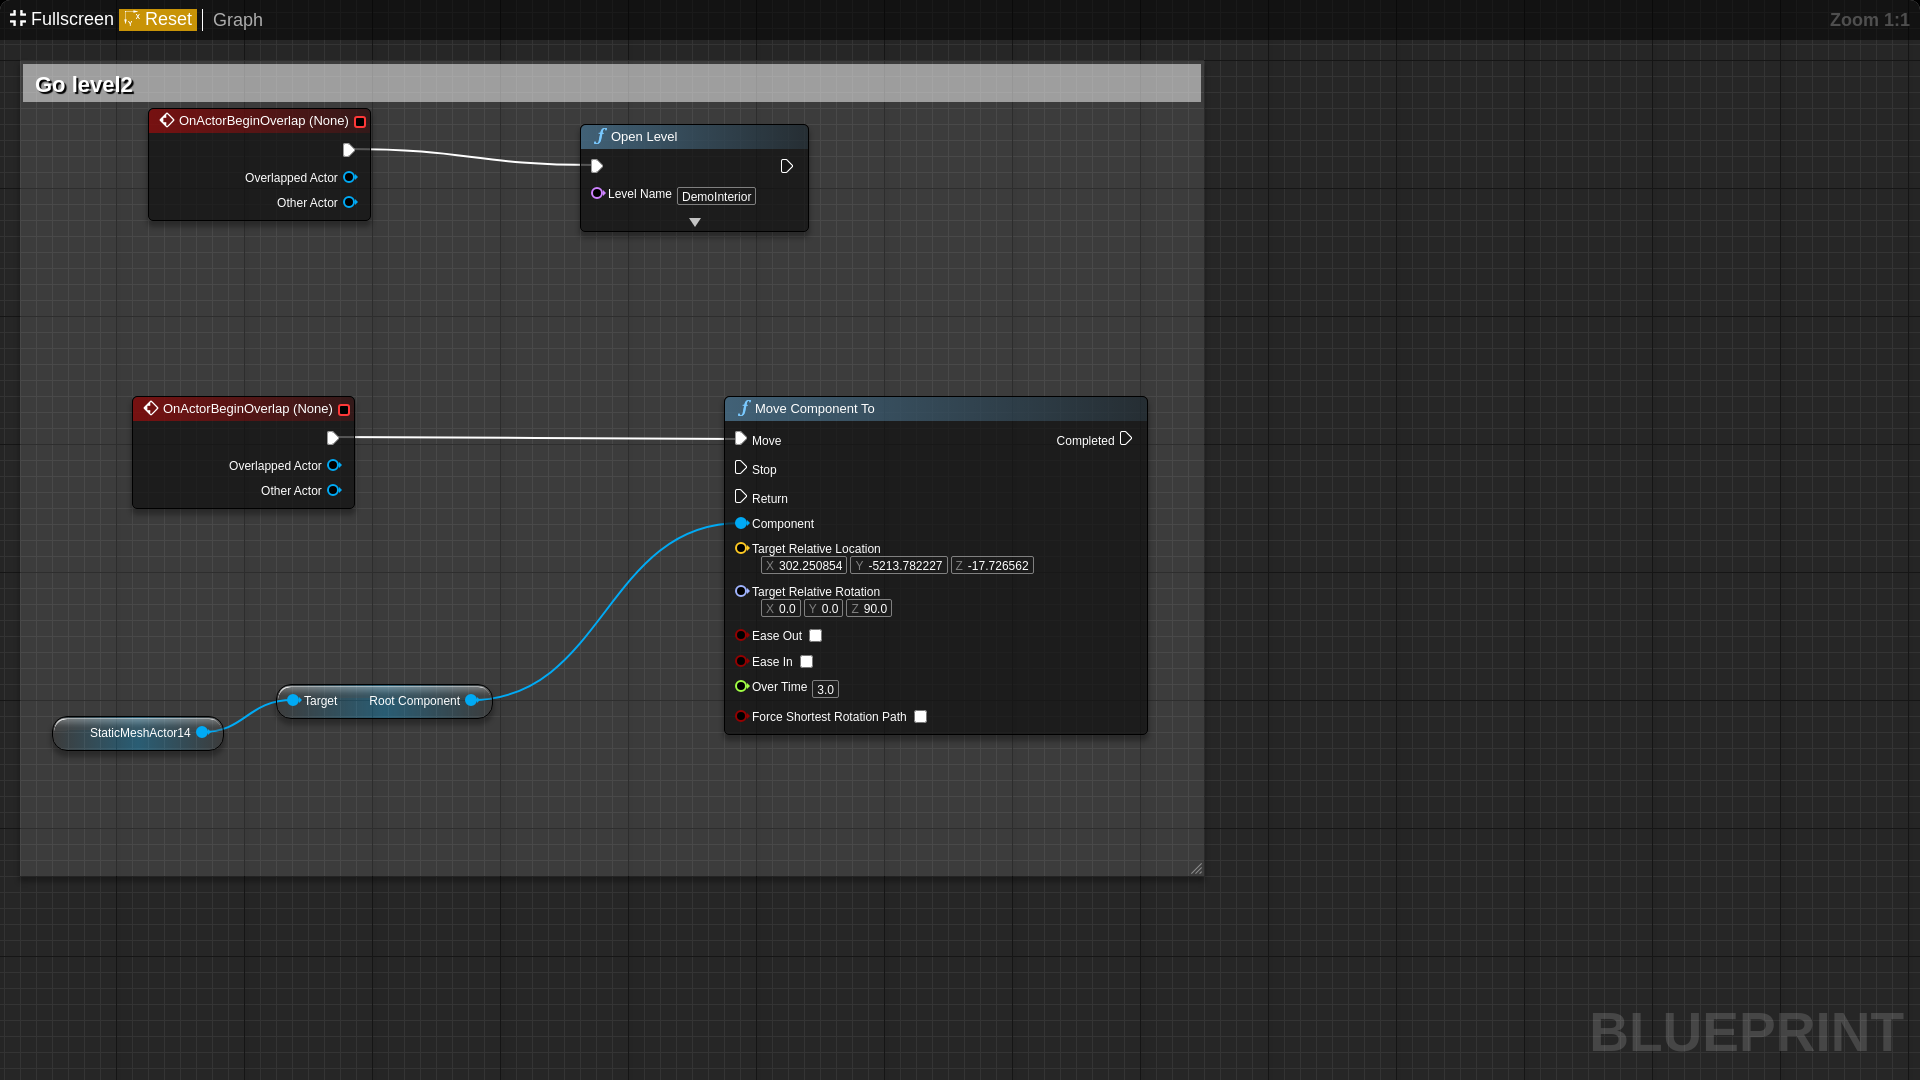 Fullscreen Reset Graph Zoom 1:1
Go level2
OnActorBeginOverlap (None)
Overlapped Actor
Other Actor
Open Level
Level Name DemoInterior
OnActorBeginOverlap (None)
Overlapped Actor
Other Actor
Move Component To
Move Completed
Stop
Return
Component
Target Relative Location
X 302.250854 Y -5213.782227 Z -17.726562
Target Relative Rotation
X 0.0 Y 0.0 Z 90.0
Ease Out
Ease In
Over Time 3.0
Force Shortest Rotation Path
Target Root Component
StaticMeshActor14
BLUEPRINT